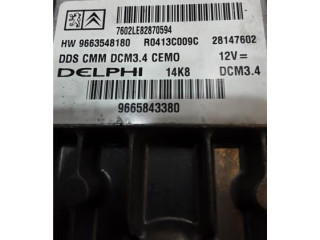 7602LE82870594
HW 9663548180 R0413C009C 28147602
DDS CMM DCM3.4 CEMO 12V=
DELPHI 14K8 DCM3.4
9665843380